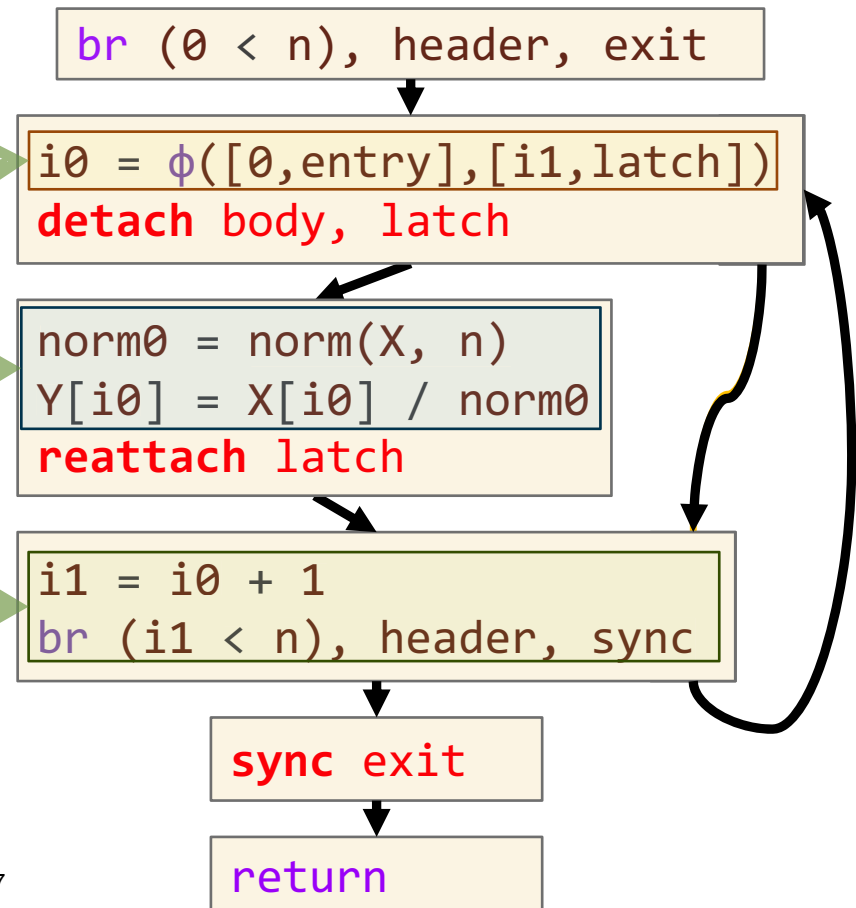 br (0 < n), header, exit
i0 = ϕ([0,entry],[i1,latch])
detach body, latch
norm0 = norm(X, n)
Y[i0] = X[i0] / norm0
reattach latch
i1 = i0 + 1
br (i1 < n), header, sync
sync exit
return